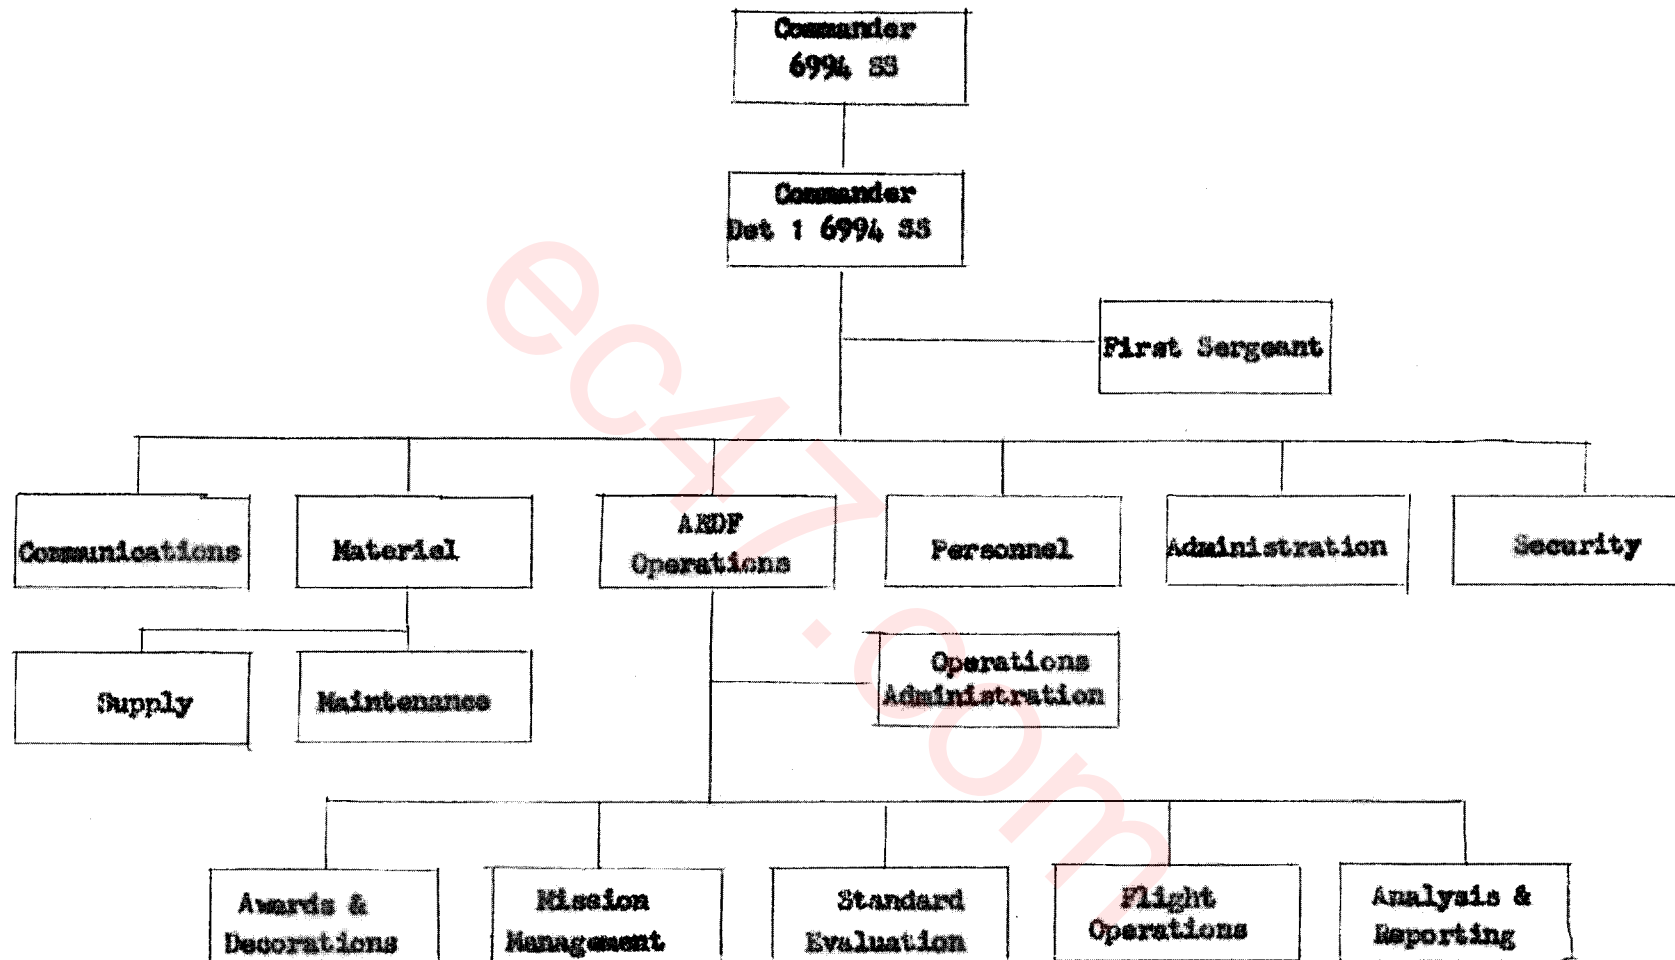 Commander
6994 SS
Commander
Det 1 6994 SS
First Sergeant
Communications
Materiel
ARDF
Operations
Personnel
Administration
Security
Supply
Maintenance
Operations
Administration
Awards &
Decorations
Mission
Management
Standard
Evaluation
Flight
Operations
Analysis &
Reporting
ec47.com